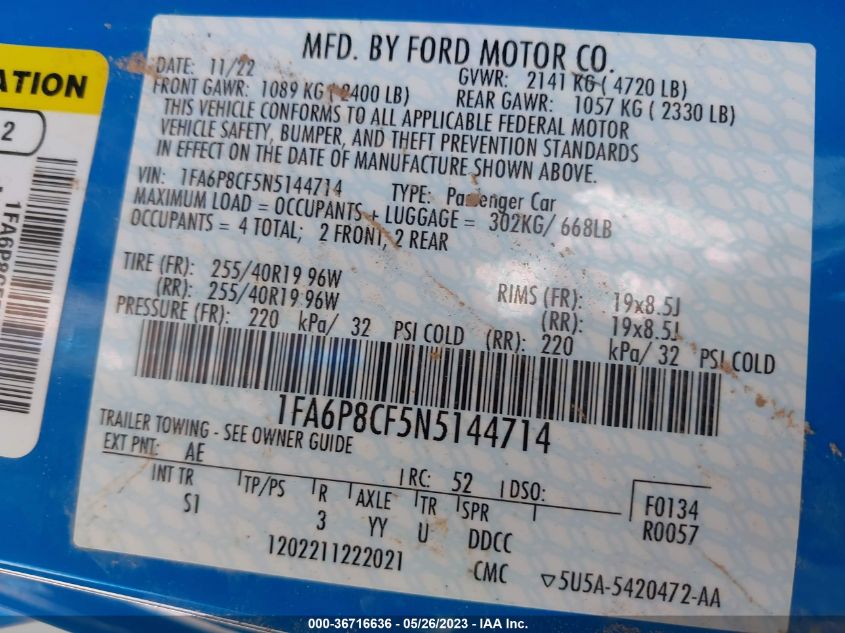 MFD. BY FORD MOTOR CO.
DATE: 11/22 GVWR: 2141 KG ( 4720 LB)
FRONT GAWR: 1089 KG ( 2400 LB) REAR GAWR: 1057 KG ( 2330 LB)
THIS VEHICLE CONFORMS TO ALL APPLICABLE FEDERAL MOTOR
VEHICLE SAFETY, BUMPER, AND THEFT PREVENTION STANDARDS
IN EFFECT ON THE DATE OF MANUFACTURE SHOWN ABOVE.
VIN: 1FA6P8CF5N5144714 TYPE: Passenger Car
MAXIMUM LOAD = OCCUPANTS + LUGGAGE = 302KG/ 668LB
OCCUPANTS = 4 TOTAL; 2 FRONT, 2 REAR
TIRE (FR): 255/40R19 96W RIMS (FR): 19x8.5J
(RR): 255/40R19 96W (RR): 19x8.5J
PRESSURE (FR): 220 kPa/ 32 PSI COLD (RR): 220 kPa/ 32 PSI COLD
1FA6P8CF5N5144714
TRAILER TOWING - SEE OWNER GUIDE
EXT PNT: AE RC: 52 DSO:
INT TR TP/PS R AXLE TR SPR F0134
S1 3 YY U DDCC R0057
1202211222021 CMC ▽5U5A-5420472-AA
ATION
2
000-36716636 - 05/26/2023 - IAA Inc.